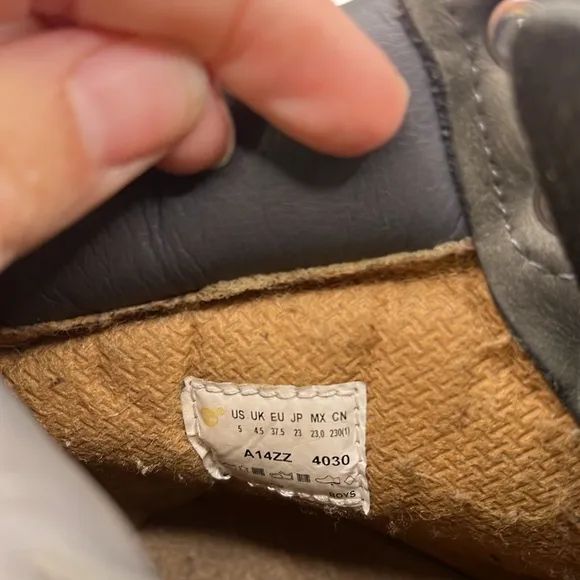 US UK EU JP MX CN
5 4.5 37.5 23 23,0 230(1)
A14ZZ 4030
BOYS